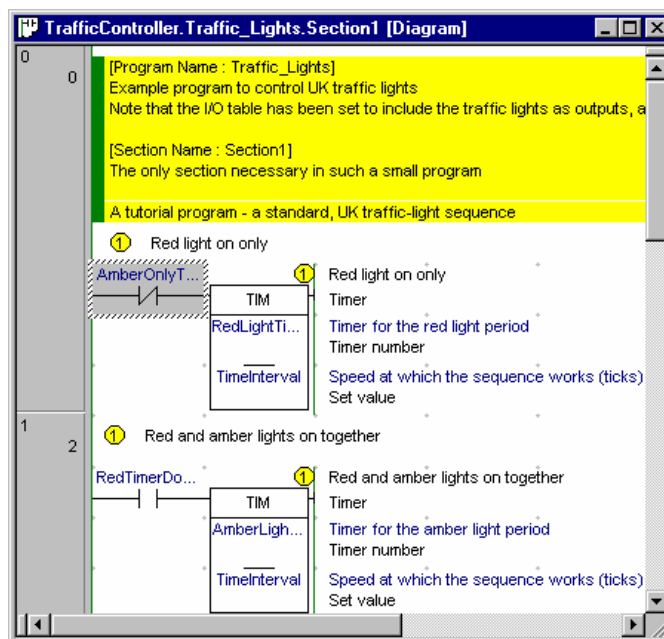 TrafficController.Traffic_Lights.Section1 [Diagram]
0
0
[Program Name : Traffic_Lights]
Example program to control UK traffic lights
Note that the I/O table has been set to include the traffic lights as outputs, a
[Section Name : Section1]
The only section necessary in such a small program
A tutorial program - a standard, UK traffic-light sequence
1 Red light on only
AmberOnlyT... 1 Red light on only
TIM Timer
RedLightTi... Timer for the red light period
Timer number
TimeInterval Speed at which the sequence works (ticks)
Set value
1
2
1 Red and amber lights on together
RedTimerDo... 1 Red and amber lights on together
TIM Timer
AmberLigh... Timer for the amber light period
Timer number
TimeInterval Speed at which the sequence works (ticks)
Set value